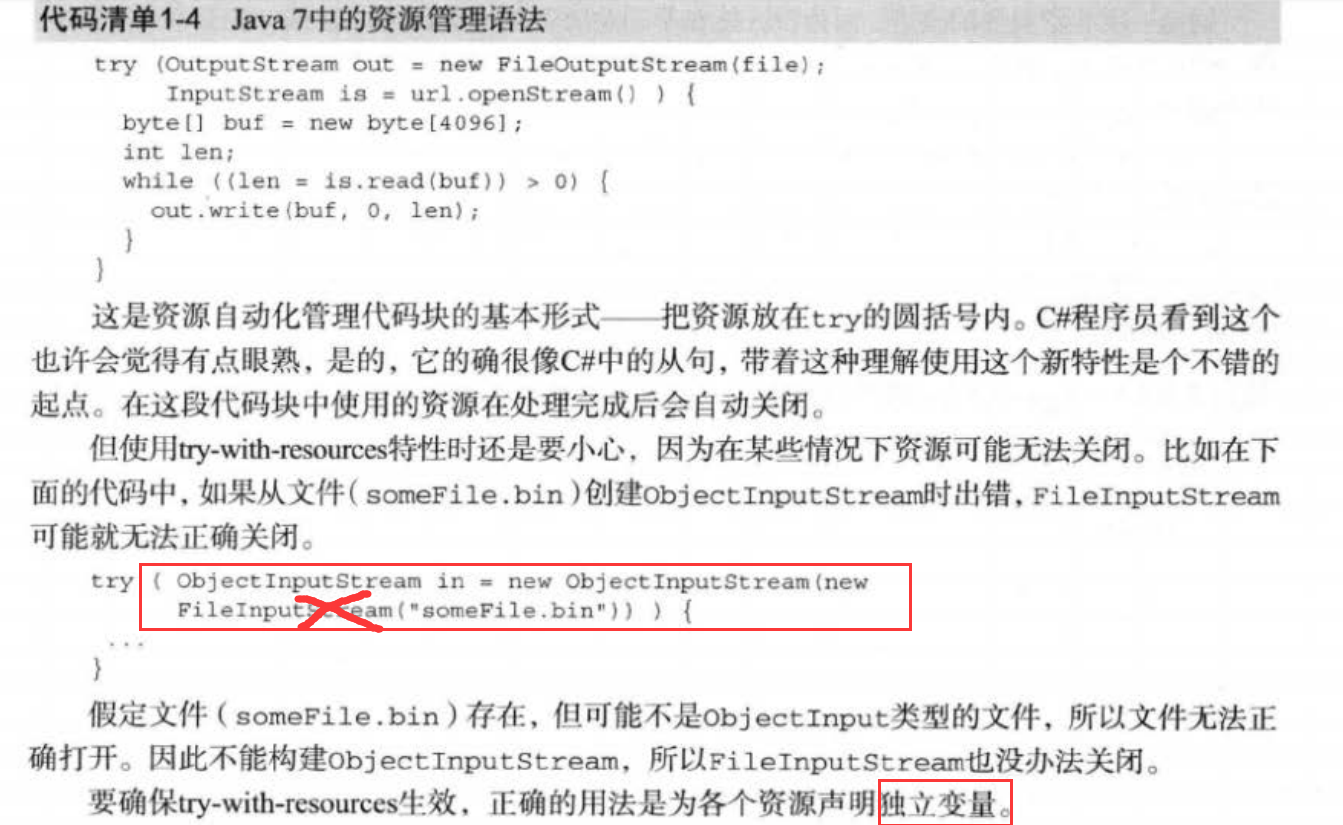 代码清单1-4 Java 7中的资源管理语法
try (OutputStream out = new FileOutputStream(file);
InputStream is = url.openStream() ) {
byte[] buf = new byte[4096];
int len;
while ((len = is.read(buf)) > 0) {
out.write(buf, 0, len);
}
}
这是资源自动化管理代码块的基本形式——把资源放在try的圆括号内。C#程序员看到这个
也许会觉得有点眼熟，是的，它的确很像C#中的从句，带着这种理解使用这个新特性是个不错的
起点。在这段代码块中使用的资源在处理完成后会自动关闭。
但使用try-with-resources特性时还是要小心，因为在某些情况下资源可能无法关闭。比如在下
面的代码中，如果从文件(someFile.bin)创建ObjectInputStream时出错，FileInputStream
可能就无法正确关闭。
try ( ObjectInputStream in = new ObjectInputStream(new
FileInputStream("someFile.bin")) ) {
...
}
假定文件(someFile.bin)存在，但可能不是ObjectInput类型的文件，所以文件无法正
确打开。因此不能构建ObjectInputStream，所以FileInputStream也没办法关闭。
要确保try-with-resources生效，正确的用法是为各个资源声明独立变量。